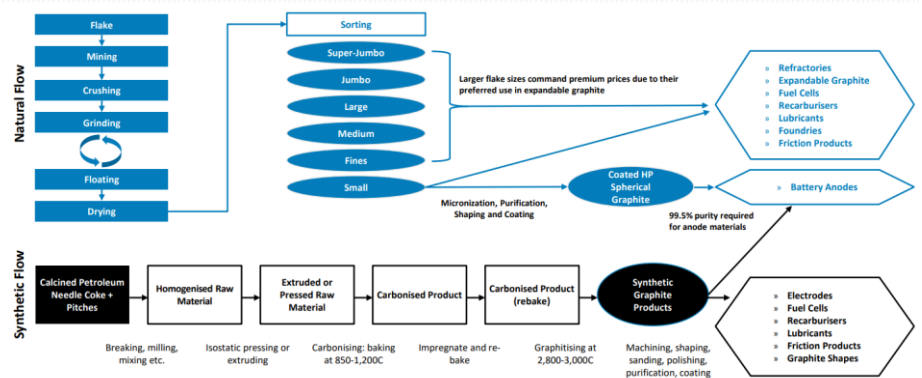 Natural Flow
Flake
Mining
Crushing
Grinding
Floating
Drying
Sorting
Super-Jumbo
Jumbo
Large
Medium
Fines
Small
Larger flake sizes command premium prices due to their
preferred use in expandable graphite
Micronization, Purification,
Shaping and Coating
Coated HP
Spherical
Graphite
» Refractories
» Expandable Graphite
» Fuel Cells
» Recarburisers
» Lubricants
» Foundries
» Friction Products
» Battery Anodes
99.5% purity required
for anode materials
Synthetic Flow
Calcined Petroleum
Needle Coke +
Pitches
Homogenised Raw
Material
Extruded or
Pressed Raw
Material
Carbonised Product
Carbonised Product
(rebake)
Synthetic
Graphite
Products
» Electrodes
» Fuel Cells
» Recarburisers
» Lubricants
» Friction Products
» Graphite Shapes
Breaking, milling,
mixing etc.
Isostatic pressing or
extruding
Carbonising: baking
at 850-1,200C
Impregnate and re-
bake
Graphitising at
2,800-3,000C
Machining, shaping,
sanding, polishing,
purification, coating